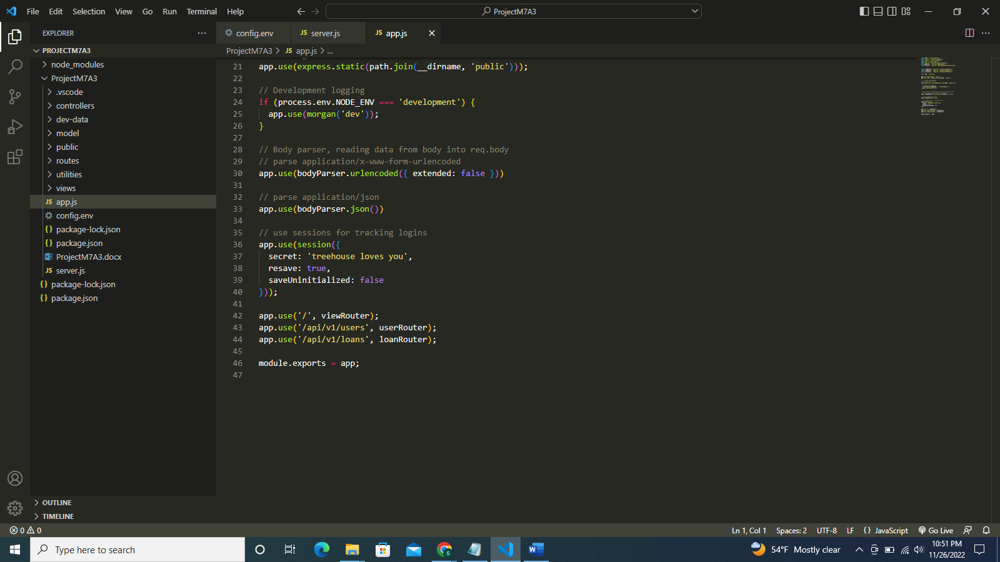 File Edit Selection View Go Run Terminal Help
ProjectM7A3
EXPLORER
PROJECTM7A3
node_modules
ProjectM7A3
.vscode
controllers
dev-data
model
public
routes
utilities
views
JS app.js
config.env
{} package-lock.json
{} package.json
ProjectM7A3.docx
JS server.js
{} package-lock.json
{} package.json
OUTLINE
TIMELINE
config.env JS server.js JS app.js
ProjectM7A3 > JS app.js > ...
21 app.use(express.static(path.join(__dirname, 'public')));
22
23 // Development logging
24 if (process.env.NODE_ENV === 'development') {
25 app.use(morgan('dev'));
26 }
27
28 // Body parser, reading data from body into req.body
29 // parse application/x-www-form-urlencoded
30 app.use(bodyParser.urlencoded({ extended: false }))
31
32 // parse application/json
33 app.use(bodyParser.json())
34
35 // use sessions for tracking logins
36 app.use(session({
37 secret: 'treehouse loves you',
38 resave: true,
39 saveUninitialized: false
40 }));
41
42 app.use('/', viewRouter);
43 app.use('/api/v1/users', userRouter);
44 app.use('/api/v1/loans', loanRouter);
45
46 module.exports = app;
47
0 0
Ln 1, Col 1 Spaces: 2 UTF-8 LF {} JavaScript Go Live
Type here to search
W
54°F Mostly clear
10:51 PM
11/26/2022